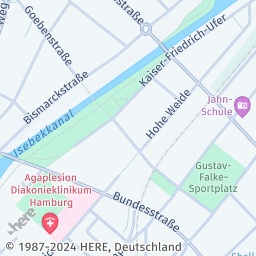 Weg
Goebenstraße
Kaiser-Friedrich-Ufer
Bismarckstraße
Isebekkanal
Hohe Weide
Jahn-
Schule
Gustav-
Falke-
Sportplatz
Agaplesion
Diakonieklinikum
Hamburg
Bundesstraße
here
© 1987-2024 HERE, Deutschland